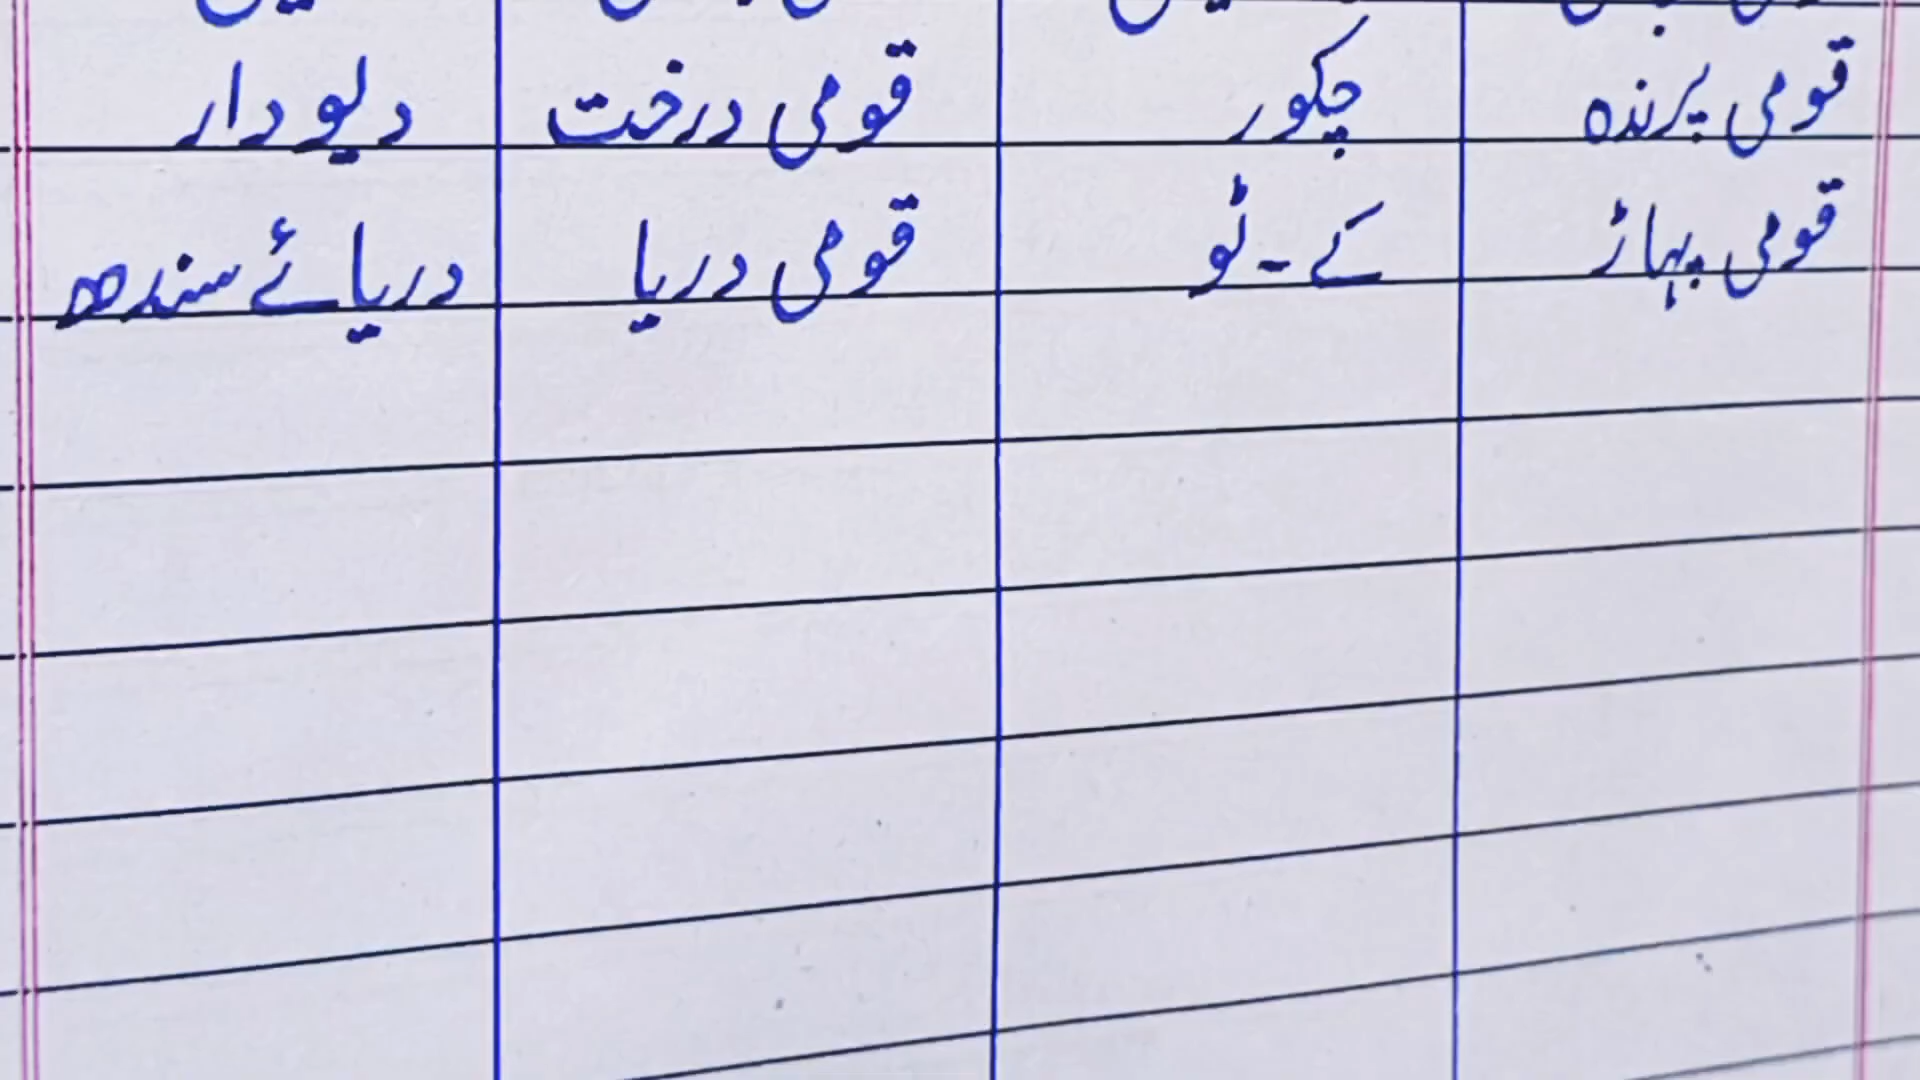 قومی پرندہ چکور قومی درخت دیودار
قومی پہاڑ کے-ٹو قومی دریا دریائے سندھ